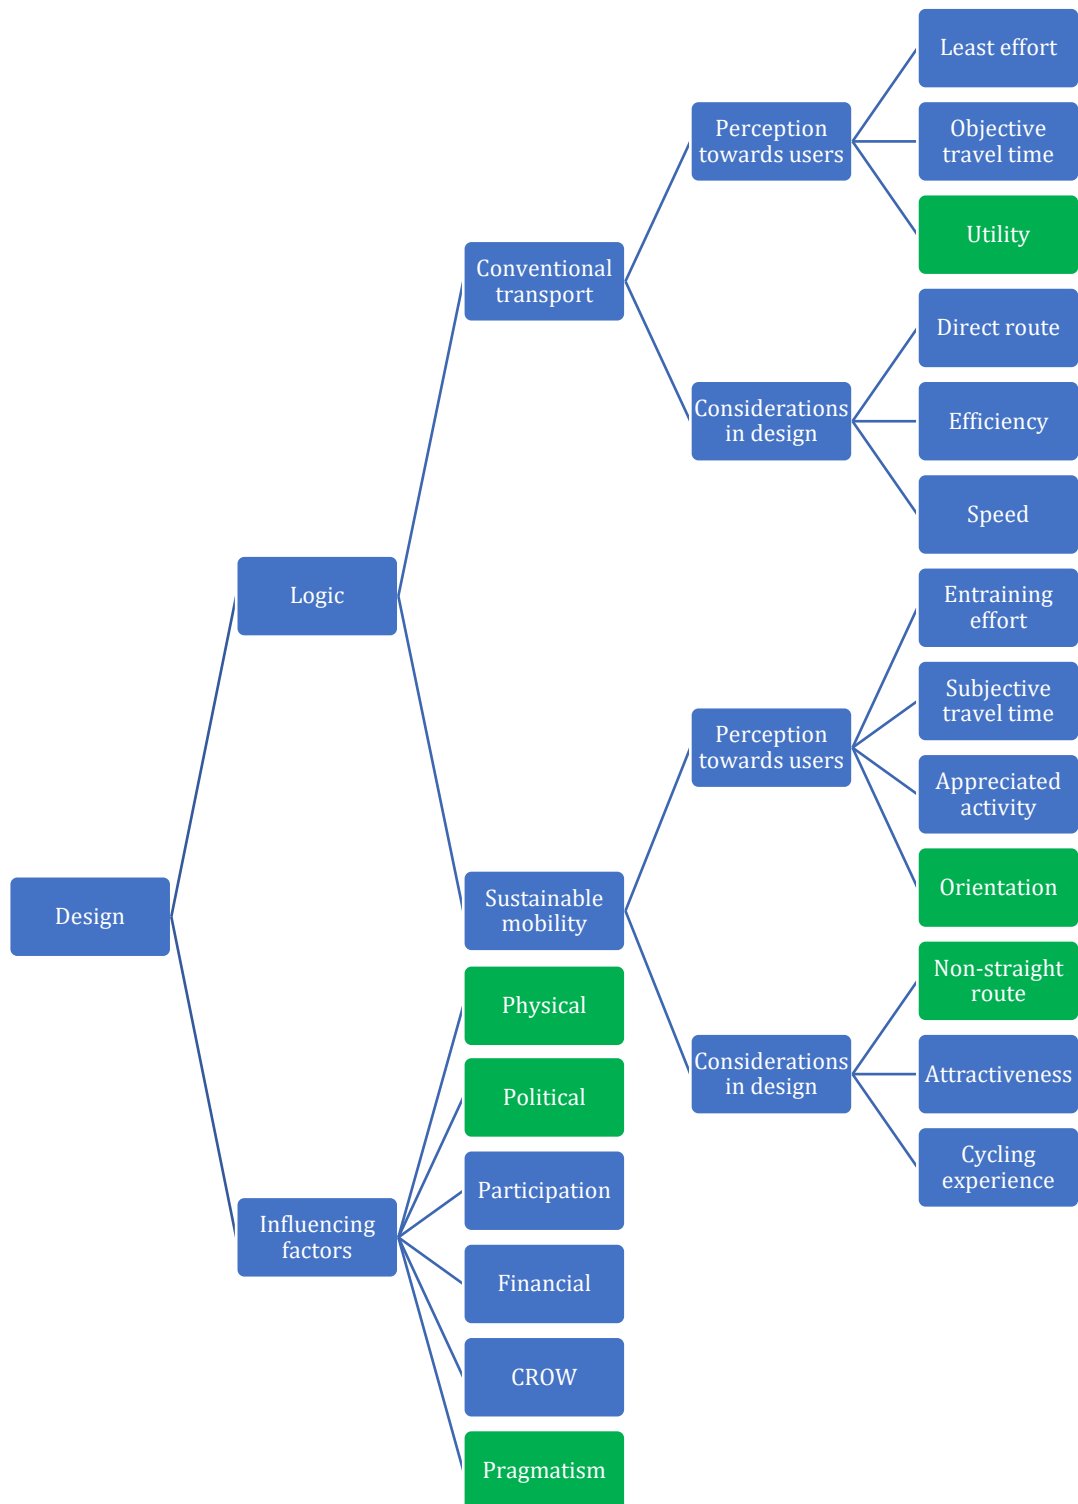 Least effort
Perception
towards users
Objective
travel time
Utility
Conventional
transport
Direct route
Considerations
in design
Efficiency
Speed
Logic
Entraining
effort
Subjective
travel time
Perception
towards users
Appreciated
activity
Orientation
Design
Sustainable
mobility
Non-straight
route
Physical
Considerations
in design
Attractiveness
Political
Cycling
experience
Participation
Influencing
factors
Financial
CROW
Pragmatism